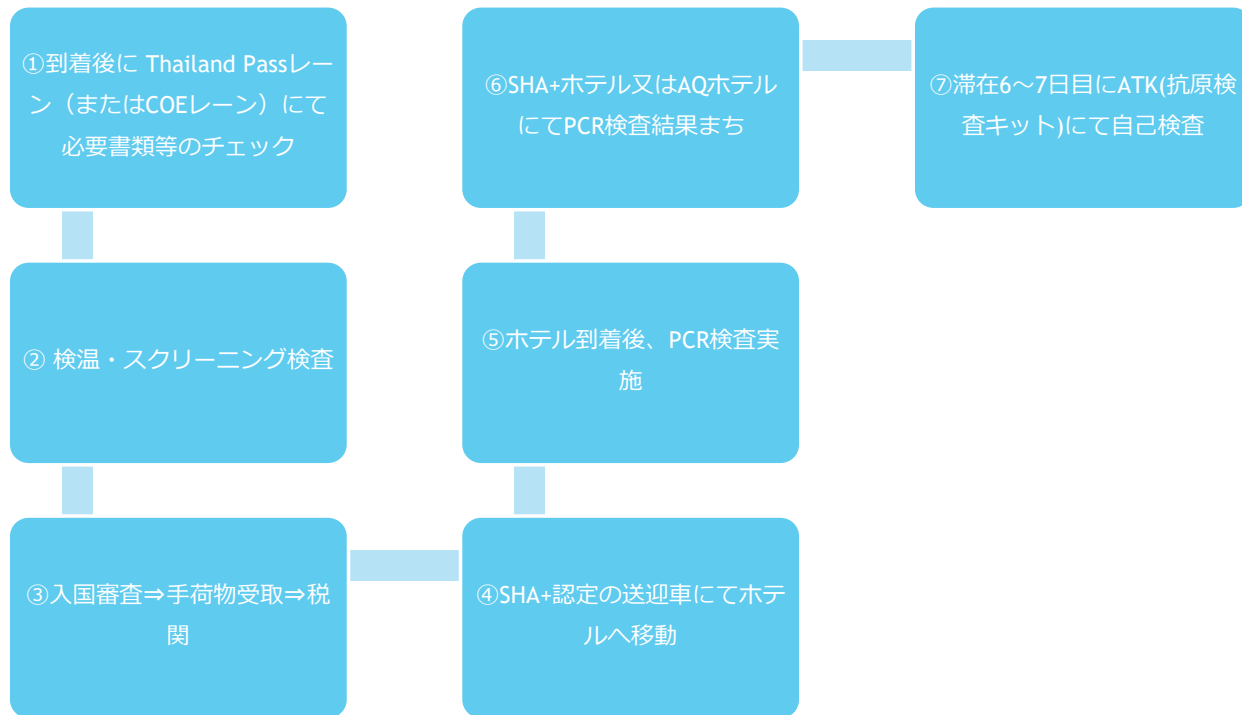 ①到着後に Thailand Passレー
ン（またはCOEレーン）にて
必要書類等のチェック
② 検温・スクリーニング検査
③入国審査⇒手荷物受取⇒税
関
④SHA+認定の送迎車にてホテ
ルへ移動
⑤ホテル到着後、PCR検査実
施
⑥SHA+ホテル又はAQホテル
にてPCR検査結果まち
⑦滞在6～7日目にATK(抗原検
査キット)にて自己検査